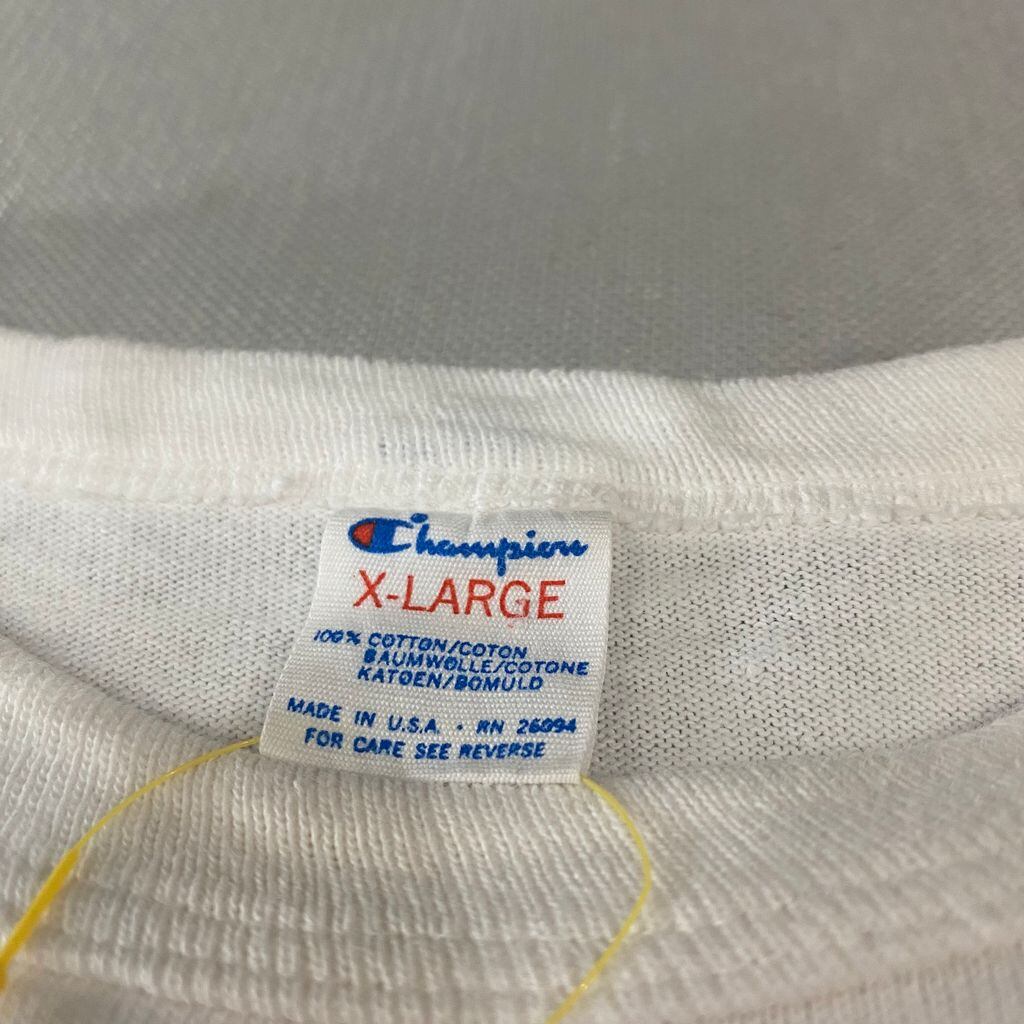 Champion
X-LARGE
100% COTTON/COTON
BAUMWOLLE/COTONE
KATOEN/BOMULD
MADE IN U.S.A. · RN 26094
FOR CARE SEE REVERSE